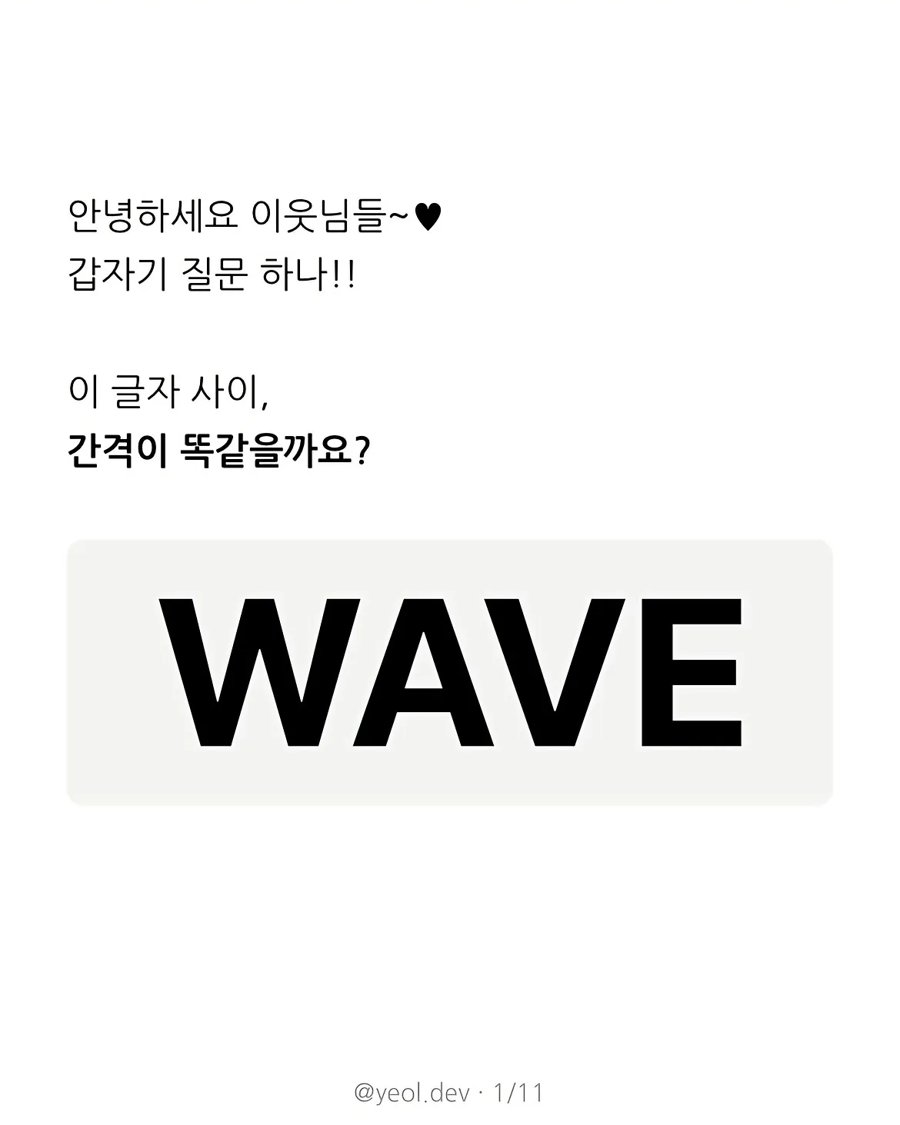 안녕하세요 이웃님들~♥
갑자기 질문 하나!!
이 글자 사이,
간격이 똑같을까요?
WAVE
@yeol.dev · 1/11